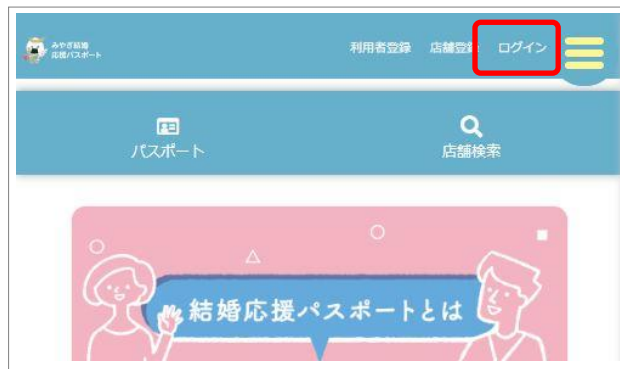 みやぎ結婚
応援パスポート
利用者登録 店舗登録 ログイン
パスポート 店舗検索
結婚応援パスポートとは